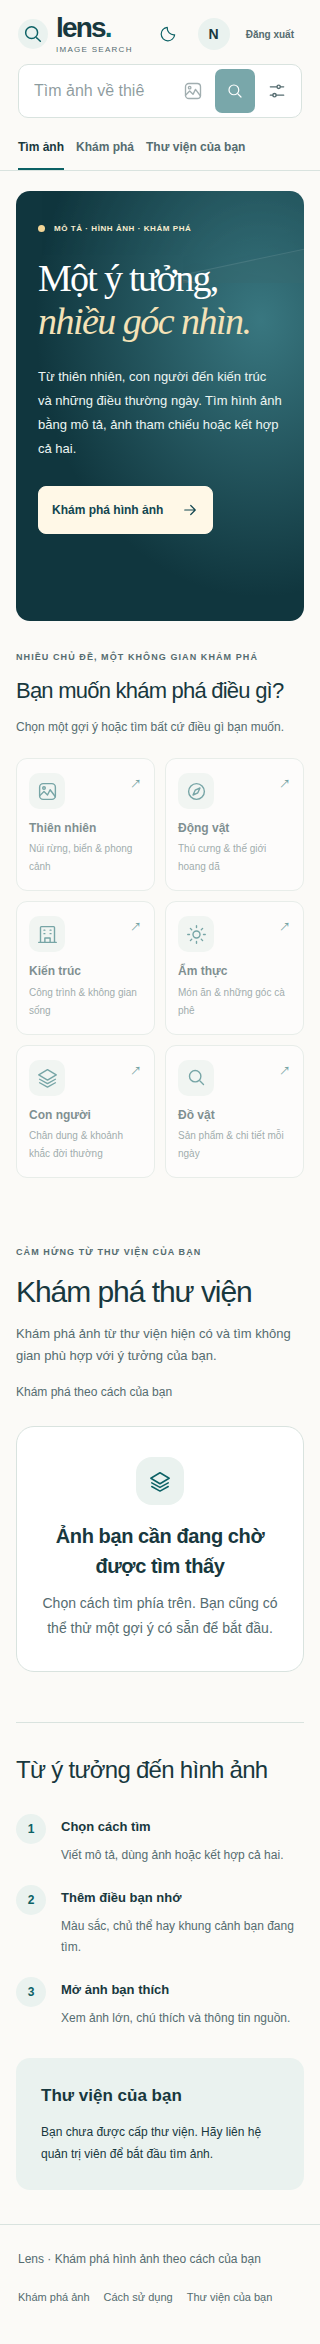 lens.
IMAGE SEARCH
N
Đăng xuất
Tìm ảnh về thiê
Tìm ảnh
Khám phá
Thư viện của bạn
MÔ TẢ · HÌNH ẢNH · KHÁM PHÁ
Một ý tưởng,
nhiều góc nhìn.
Từ thiên nhiên, con người đến kiến trúc
và những điều thường ngày. Tìm hình ảnh
bằng mô tả, ảnh tham chiếu hoặc kết hợp
cả hai.
Khám phá hình ảnh →
NHIỀU CHỦ ĐỀ, MỘT KHÔNG GIAN KHÁM PHÁ
Bạn muốn khám phá điều gì?
Chọn một gợi ý hoặc tìm bất cứ điều gì bạn muốn.
↗
Thiên nhiên
Núi rừng, biển & phong
cảnh
↗
Động vật
Thú cưng & thế giới
hoang dã
↗
Kiến trúc
Công trình & không gian
sống
↗
Ẩm thực
Món ăn & những góc cà
phê
↗
Con người
Chân dung & khoảnh
khắc đời thường
↗
Đồ vật
Sản phẩm & chi tiết mỗi
ngày
CẢM HỨNG TỪ THƯ VIỆN CỦA BẠN
Khám phá thư viện
Khám phá ảnh từ thư viện hiện có và tìm không
gian phù hợp với ý tưởng của bạn.
Khám phá theo cách của bạn
Ảnh bạn cần đang chờ
được tìm thấy
Chọn cách tìm phía trên. Bạn cũng có
thể thử một gợi ý có sẵn để bắt đầu.
Từ ý tưởng đến hình ảnh
1
Chọn cách tìm
Viết mô tả, dùng ảnh hoặc kết hợp cả hai.
2
Thêm điều bạn nhớ
Màu sắc, chủ thể hay khung cảnh bạn đang
tìm.
3
Mở ảnh bạn thích
Xem ảnh lớn, chú thích và thông tin nguồn.
Thư viện của bạn
Bạn chưa được cấp thư viện. Hãy liên hệ
quản trị viên để bắt đầu tìm ảnh.
Lens · Khám phá hình ảnh theo cách của bạn
Khám phá ảnh
Cách sử dụng
Thư viện của bạn